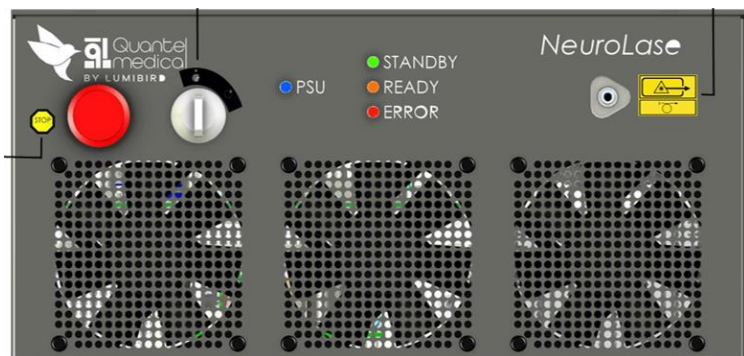 Quantel
medical
BY LUMIBIRD
NeuroLase
STANDBY
PSU
READY
ERROR
STOP